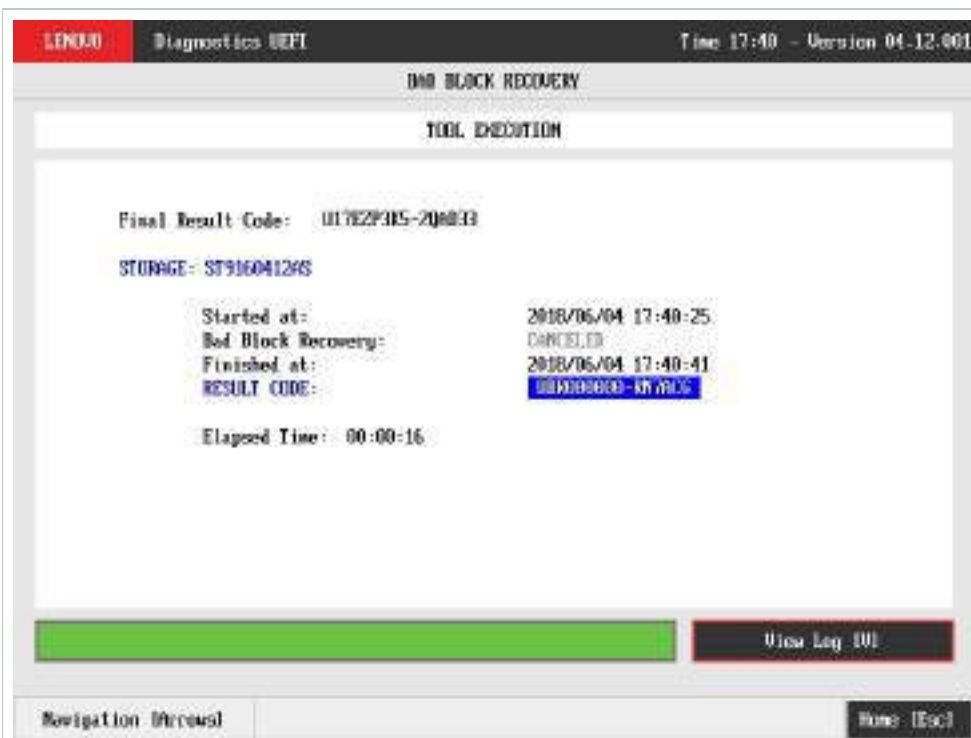 LENOVO Diagnostics UEFI Time 17:40 - Version 04.12.001
BAD BLOCK RECOVERY
TOOL EXECUTION
Final Result Code:
STORAGE: ST9160412AS
Started at: 2018/06/04 17:40:25
Bad Block Recovery: CANCELED
Finished at: 2018/06/04 17:40:41
RESULT CODE:
Elapsed Time: 00:00:16
View Log [V]
Navigation [Arrows] Home [Esc]